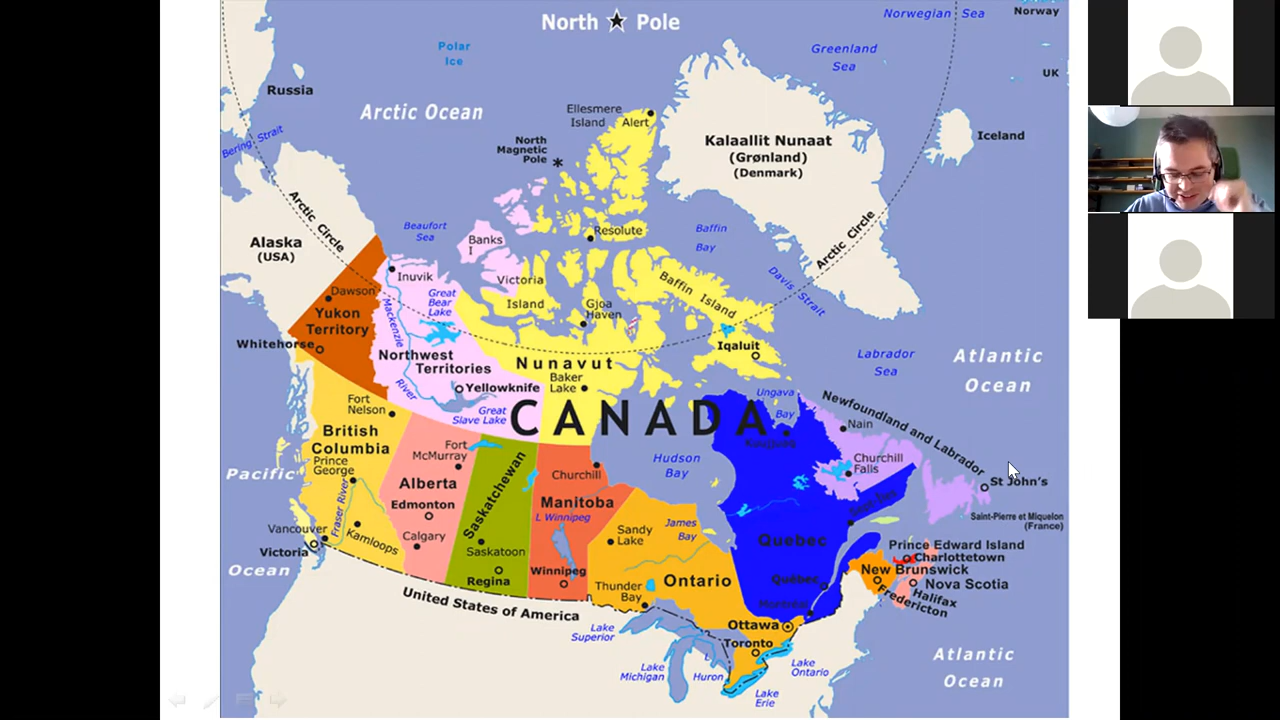 North ★ Pole
Norwegian Sea
Norway
Polar
Ice
Greenland
Sea
UK
Russia
Arctic Ocean
Ellesmere
Island
Alert
Iceland
North
Magnetic
Pole
Kalaallit Nunaat
(Grønland)
(Denmark)
Bering Strait
Arctic Circle
Alaska
(USA)
Beaufort
Sea
Banks
I
Resolute
Baffin
Bay
Arctic Circle
Inuvik
Victoria
Island
Baffin Island
Davis Strait
Dawson
Great
Bear
Lake
Gjoa
Haven
Yukon
Territory
Mackenzie
River
Whitehorse
Northwest
Territories
Nunavut
Iqaluit
Labrador
Sea
Atlantic
Ocean
Yellowknife
Baker
Lake
Great
Slave Lake
Fort
Nelson
CANADA
Ungava
Bay
Newfoundland and Labrador
Nain
British
Columbia
Fort
McMurray
Hudson
Bay
Churchill
Falls
Pacific
Prince
George
Alberta
Saskatchewan
Churchill
St John's
Fraser River
Edmonton
Manitoba
L Winnipeg
James
Bay
Sept-Iles
Saint-Pierre et Miquelon
(France)
Vancouver
Kamloops
Calgary
Saskatoon
Sandy
Lake
Quebec
Prince Edward Island
Charlottetown
Victoria
Ocean
Regina
Winnipeg
Thunder
Bay
Ontario
Québec
New Brunswick
Nova Scotia
Halifax
Fredericton
United States of America
Montréal
Lake
Superior
Ottawa
Toronto
Lake
Michigan
L
Huron
Lake
Ontario
Lake
Erie
Atlantic
Ocean